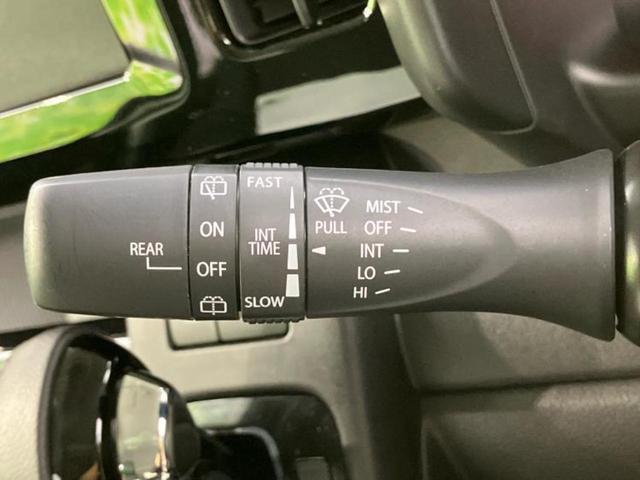 REAR
ON
OFF
FAST
INT
TIME
SLOW
PULL
MIST
OFF
INT
LO
HI